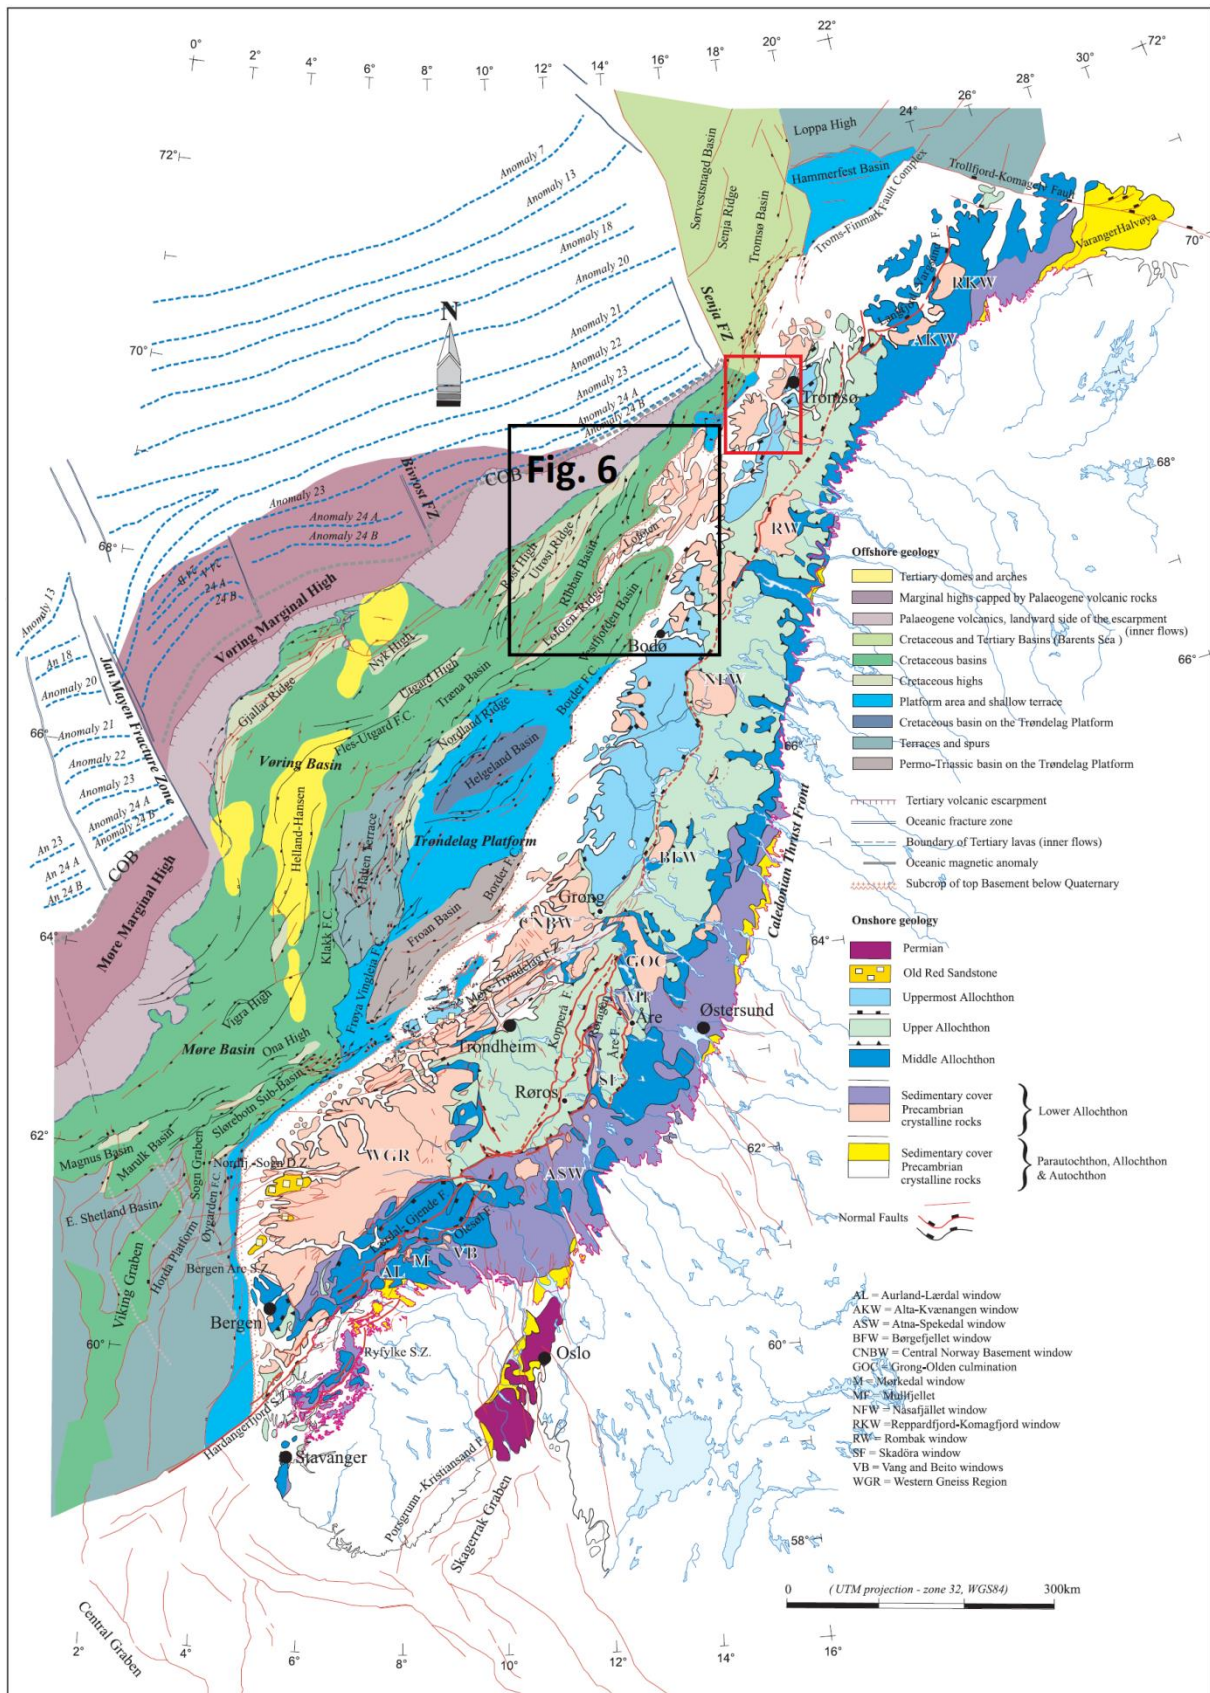 0°
2°
4°
6°
8°
10°
12°
14°
16°
18°
20°
22°
24°
26°
28°
30°
72°
72°
70°
70°
68°
68°
66°
66°
66°
64°
64°
62°
62°
60°
60°
58°
Anomaly 7
Anomaly 13
Anomaly 18
Anomaly 20
Anomaly 21
Anomaly 22
Anomaly 23
Anomaly 24 A
Anomaly 24 B
N
Sørvestsnagd Basin
Senja Ridge
Tromsø Basin
Senja FZ
Loppa High
Hammerfest Basin
Troms-Finmark Fault Complex
Trollfjord-Komagelv Fault
VarangerHalvøya
RKW
AKW
Tromsø
Fig. 6
COB
Bivrost FZ
Anomaly 23
Anomaly 24 A
Anomaly 24 B
24 A
24 B
Vøring Marginal High
Røst High
Utrøst Ridge
Ribban Basin
Lofoten
Lofoten-Ridge
Vestfjorden Basin
Bodø
RW
NFW
Anomaly 13
An 18
Anomaly 20
Anomaly 21
Anomaly 22
Anomaly 23
Anomaly 24 A
Anomaly 24 B
An 23
An 24 A
An 24 B
COB
Jan Mayen Fracture Zone
Møre Marginal High
Nyk High
Gjallar Ridge
Utgard High
Træna Basin
Fles-Utgard F.C.
Nordland Ridge
Border F.C.
Helgeland Basin
Vøring Basin
Helland-Hansen
Halten Terrace
Trøndelag Platform
Border F.
Froan Basin
Klakk F.C.
Frøya Vingleia F.C.
Vigra High
Ona High
Møre Basin
Slørebotn Sub-Basin
BFW
Grong
CNBW
GOC
Møre-Trøndelag F.Z.
Kopperå F.
Røragen
MF
Åre
Åre F.
Østersund
Trondheim
Røros
SF
Caledonian Thrust Front
Magnus Basin
Marulk Basin
Sogn Graben
Nordfj.-Sogn D.Z.
WGR
E. Shetland Basin
Øygarden F.C.
Horda Platform
Viking Graben
Bergen Arc S.Z.
Lærdal- Gjende F.
Olestøl F.
ASW
VB
M
AL
Bergen
Oslo
Ryfylke S.Z.
Hardangerfjord S.Z.
Stavanger
Porsgrunn -Kristiansand F.
Skagerrak Graben
Central Graben
Offshore geology
Tertiary domes and arches
Marginal highs capped by Palaeogene volcanic rocks
Palaeogene volcanics, landward side of the escarpment
(inner flows)
Cretaceous and Tertiary Basins (Barents Sea )
Cretaceous basins
Cretaceous highs
Platform area and shallow terrace
Cretaceous basin on the Trøndelag Platform
Terraces and spurs
Permo-Triassic basin on the Trøndelag Platform
Tertiary volcanic escarpment
Oceanic fracture zone
Boundary of Tertiary lavas (inner flows)
Oceanic magnetic anomaly
Subcrop of top Basement below Quaternary
Onshore geology
Permian
Old Red Sandstone
Uppermost Allochthon
Upper Allochthon
Middle Allochthon
Sedimentary cover
Precambrian
crystalline rocks
Lower Allochthon
Sedimentary cover
Precambrian
crystalline rocks
Parautochthon, Allochthon
& Autochthon
Normal Faults
AL = Aurland-Lærdal window
AKW = Alta-Kvænangen window
ASW = Atna-Spekedal window
BFW = Børgefjellet window
CNBW = Central Norway Basement window
GOC = Grong-Olden culmination
M = Mørkedal window
MF = Mullfjellet
NFW = Nasafjället window
RKW = Reppardfjord-Komagfjord window
RW = Rombak window
SF = Skadöra window
VB = Vang and Beito windows
WGR = Western Gneiss Region
0
( UTM projection - zone 32, WGS84)
300km
2°
4°
6°
8°
10°
12°
14°
16°